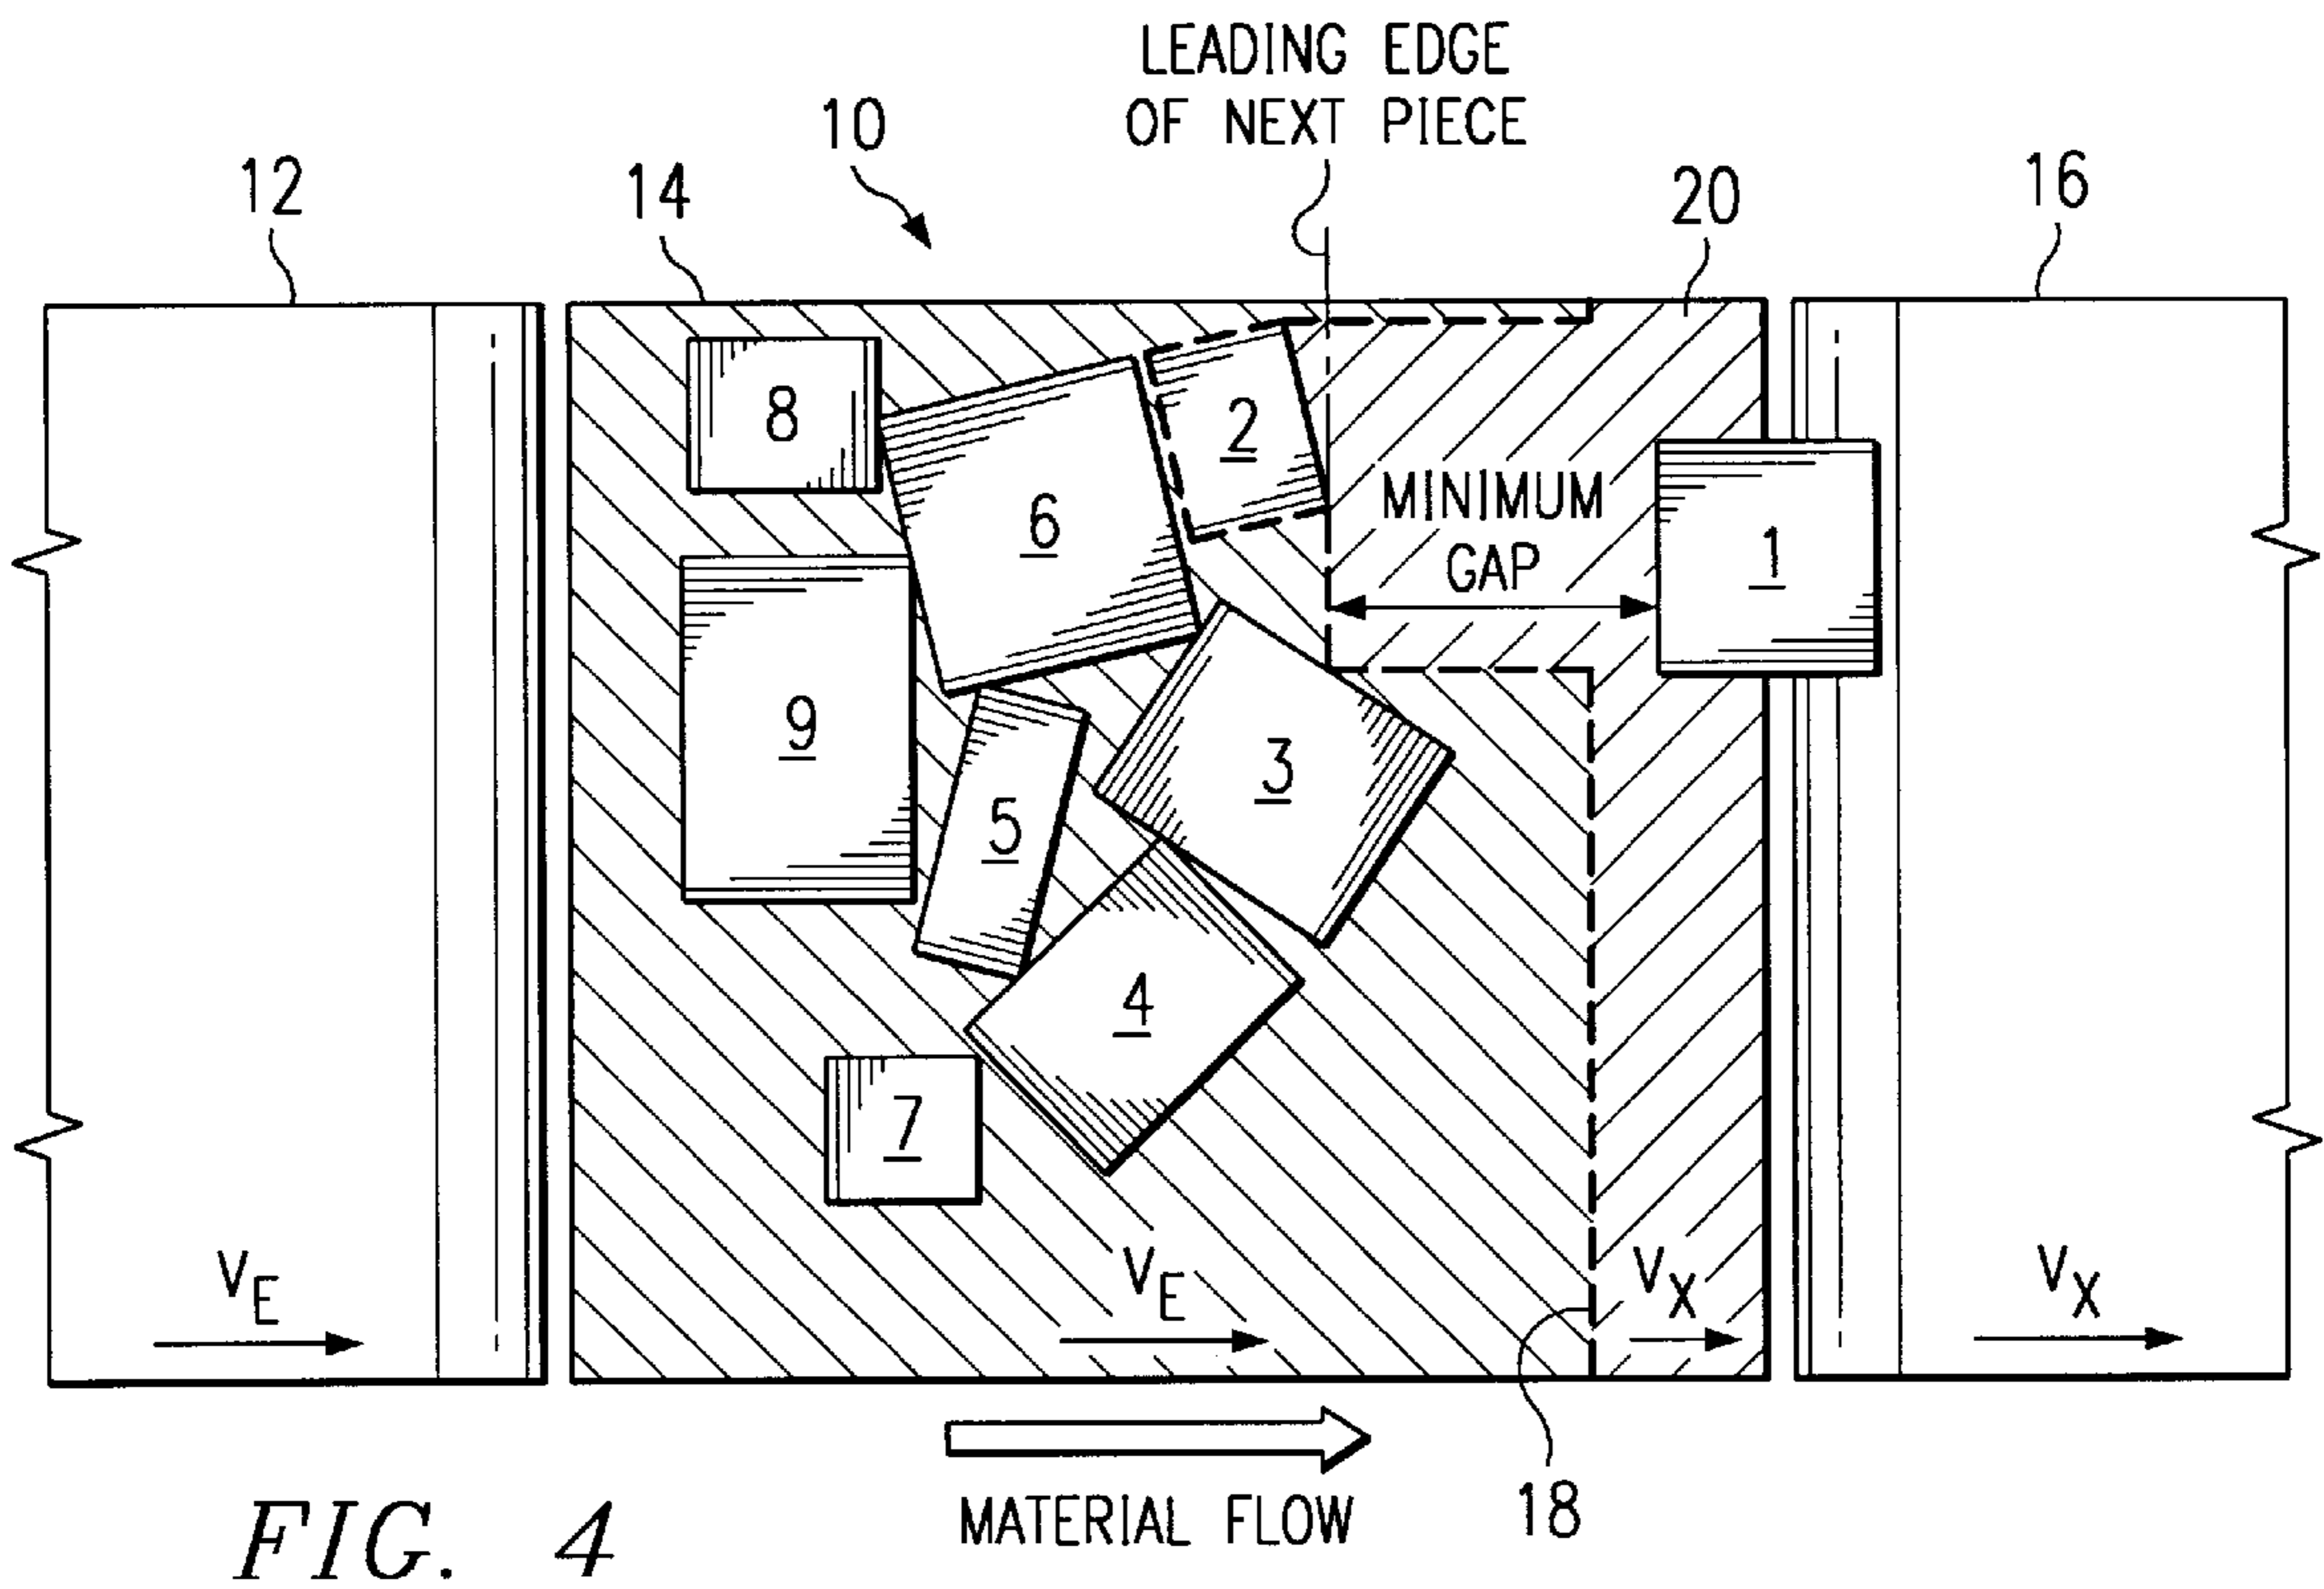 LEADING EDGE
OF NEXT PIECE
10
12
14
20
16
8
2
6
MINIMUM
GAP
1
9
3
5
4
7
VE
VE
VX
VX
18
MATERIAL FLOW
FIG. 4